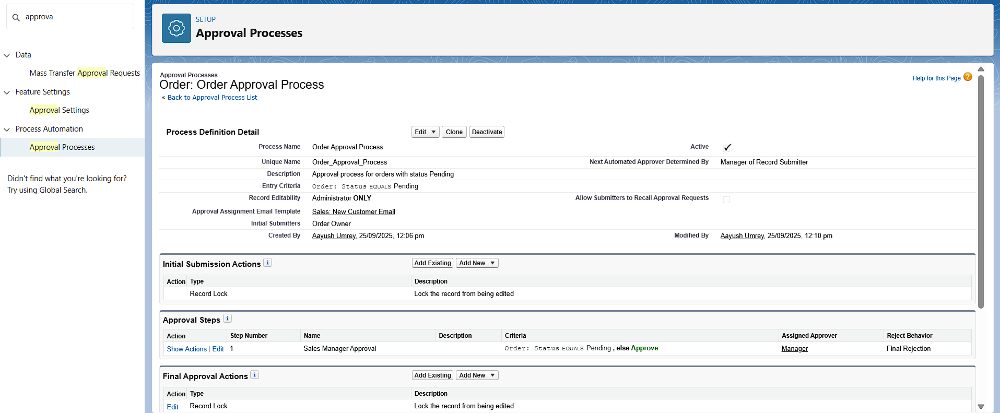 approva
Data
Mass Transfer Approval Requests
Feature Settings
Approval Settings
Process Automation
Approval Processes
Didn't find what you're looking for?
Try using Global Search.
SETUP
Approval Processes
Approval Processes
Order: Order Approval Process
« Back to Approval Process List
Help for this Page ?
Process Definition Detail Edit Clone Deactivate
Process Name Order Approval Process Active
Unique Name Order_Approval_Process Next Automated Approver Determined By Manager of Record Submitter
Description Approval process for orders with status Pending
Entry Criteria Order: Status EQUALS Pending
Record Editability Administrator ONLY Allow Submitters to Recall Approval Requests
Approval Assignment Email Template Sales: New Customer Email
Initial Submitters Order Owner
Created By Aayush Umrey, 25/09/2025, 12:06 pm Modified By Aayush Umrey, 25/09/2025, 12:10 pm
Initial Submission Actions i Add Existing Add New
Action Type Description
Record Lock Lock the record from being edited
Approval Steps i
Action Step Number Name Description Criteria Assigned Approver Reject Behavior
Show Actions | Edit 1 Sales Manager Approval Order: Status EQUALS Pending , else Approve Manager Final Rejection
Final Approval Actions i Add Existing Add New
Action Type Description
Edit Record Lock Lock the record from being edited